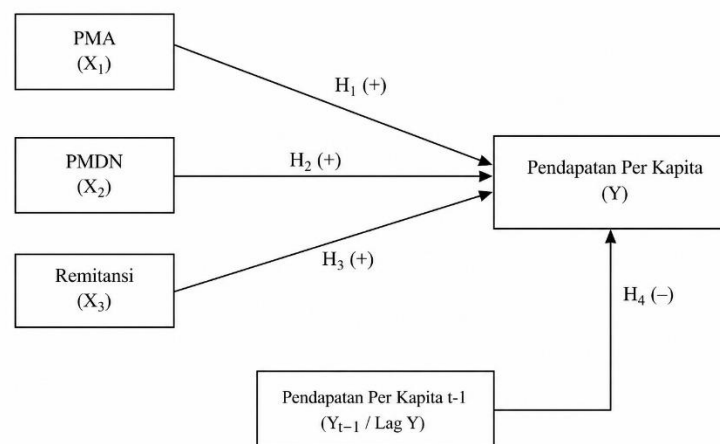 PMA
(X₁)
H₁ (+)
PMDN
(X₂)
H₂ (+)
Pendapatan Per Kapita
(Y)
Remitansi
(X₃)
H₃ (+)
H₄ (–)
Pendapatan Per Kapita t-1
(Yₜ₋₁ / Lag Y)